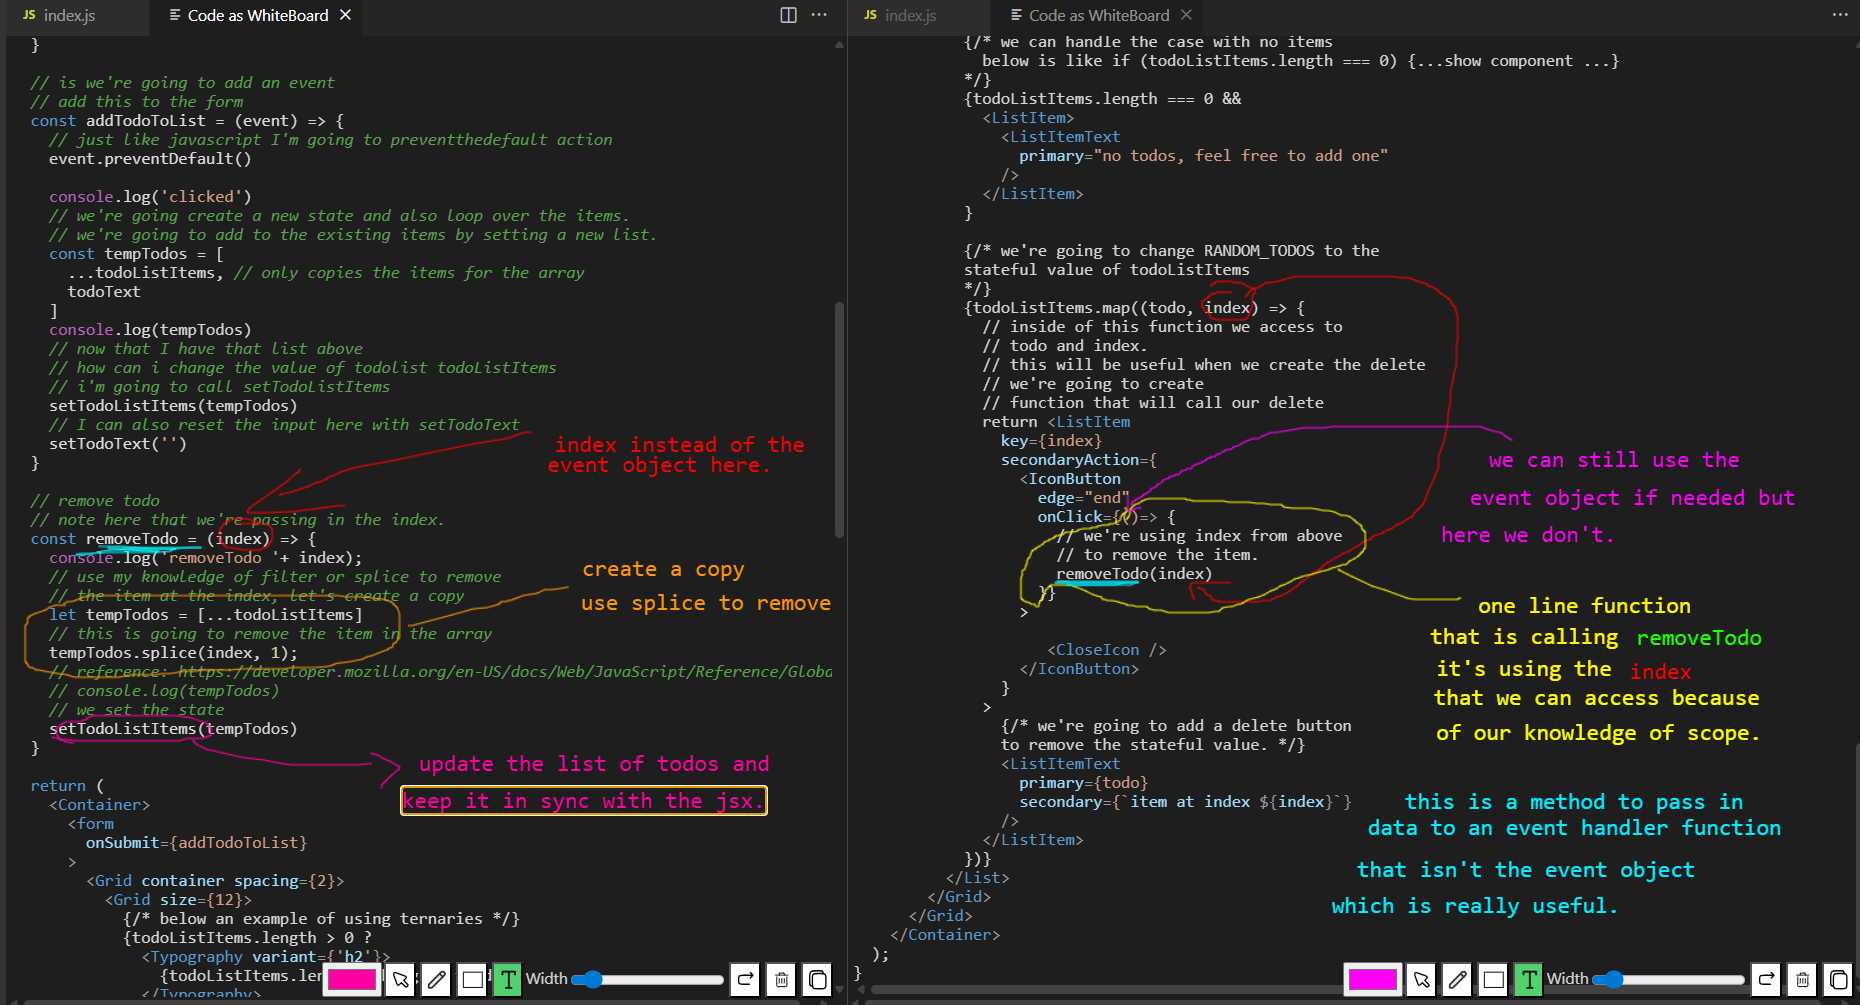 JS index.js
Code as WhiteBoard
}
// is we're going to add an event
// add this to the form
const addTodoToList = (event) => {
// just like javascript I'm going to preventthedefault action
event.preventDefault()
console.log('clicked')
// we're going create a new state and also loop over the items.
// we're going to add to the existing items by setting a new list.
const tempTodos = [
...todoListItems, // only copies the items for the array
todoText
]
console.log(tempTodos)
// now that I have that list above
// how can i change the value of todolist todoListItems
// i'm going to call setTodoListItems
setTodoListItems(tempTodos)
// I can also reset the input here with setTodoText
setTodoText('')
}
index instead of the
event object here.
// remove todo
// note here that we're passing in the index.
const removeTodo = (index) => {
console.log('removeTodo '+ index);
// use my knowledge of filter or splice to remove
// the item at the index, let's create a copy
let tempTodos = [...todoListItems]
// this is going to remove the item in the array
tempTodos.splice(index, 1);
// reference: https://developer.mozilla.org/en-US/docs/Web/JavaScript/Reference/Globa
// console.log(tempTodos)
// we set the state
setTodoListItems(tempTodos)
}
create a copy
use splice to remove
update the list of todos and
keep it in sync with the jsx.
return (
<Container>
<form
onSubmit={addTodoToList}
>
<Grid container spacing={2}>
<Grid size={12}>
{/* below an example of using ternaries */}
{todoListItems.length > 0 ?
<Typography variant={'h2'}>
{todoListItems.ler
</Typography>
T Width
JS index.js
Code as WhiteBoard
{/* we can handle the case with no items
below is like if (todoListItems.length === 0) {...show component ...}
*/}
{todoListItems.length === 0 &&
<ListItem>
<ListItemText
primary="no todos, feel free to add one"
/>
</ListItem>
}
{/* we're going to change RANDOM_TODOS to the
stateful value of todoListItems
*/}
{todoListItems.map((todo, index) => {
// inside of this function we access to
// todo and index.
// this will be useful when we create the delete
// we're going to create
// function that will call our delete
return <ListItem
key={index}
secondaryAction={
<IconButton
edge="end"
onClick={()=> {
// we're using index from above
// to remove the item.
removeTodo(index)
}}
>
<CloseIcon />
</IconButton>
}
>
{/* we're going to add a delete button
to remove the stateful value. */}
<ListItemText
primary={todo}
secondary={`item at index ${index}`}
/>
</ListItem>
})}
</List>
</Grid>
</Grid>
</Container>
);
}
we can still use the
event object if needed but
here we don't.
one line function
that is calling removeTodo
it's using the index
that we can access because
of our knowledge of scope.
this is a method to pass in
data to an event handler function
that isn't the event object
which is really useful.
T Width